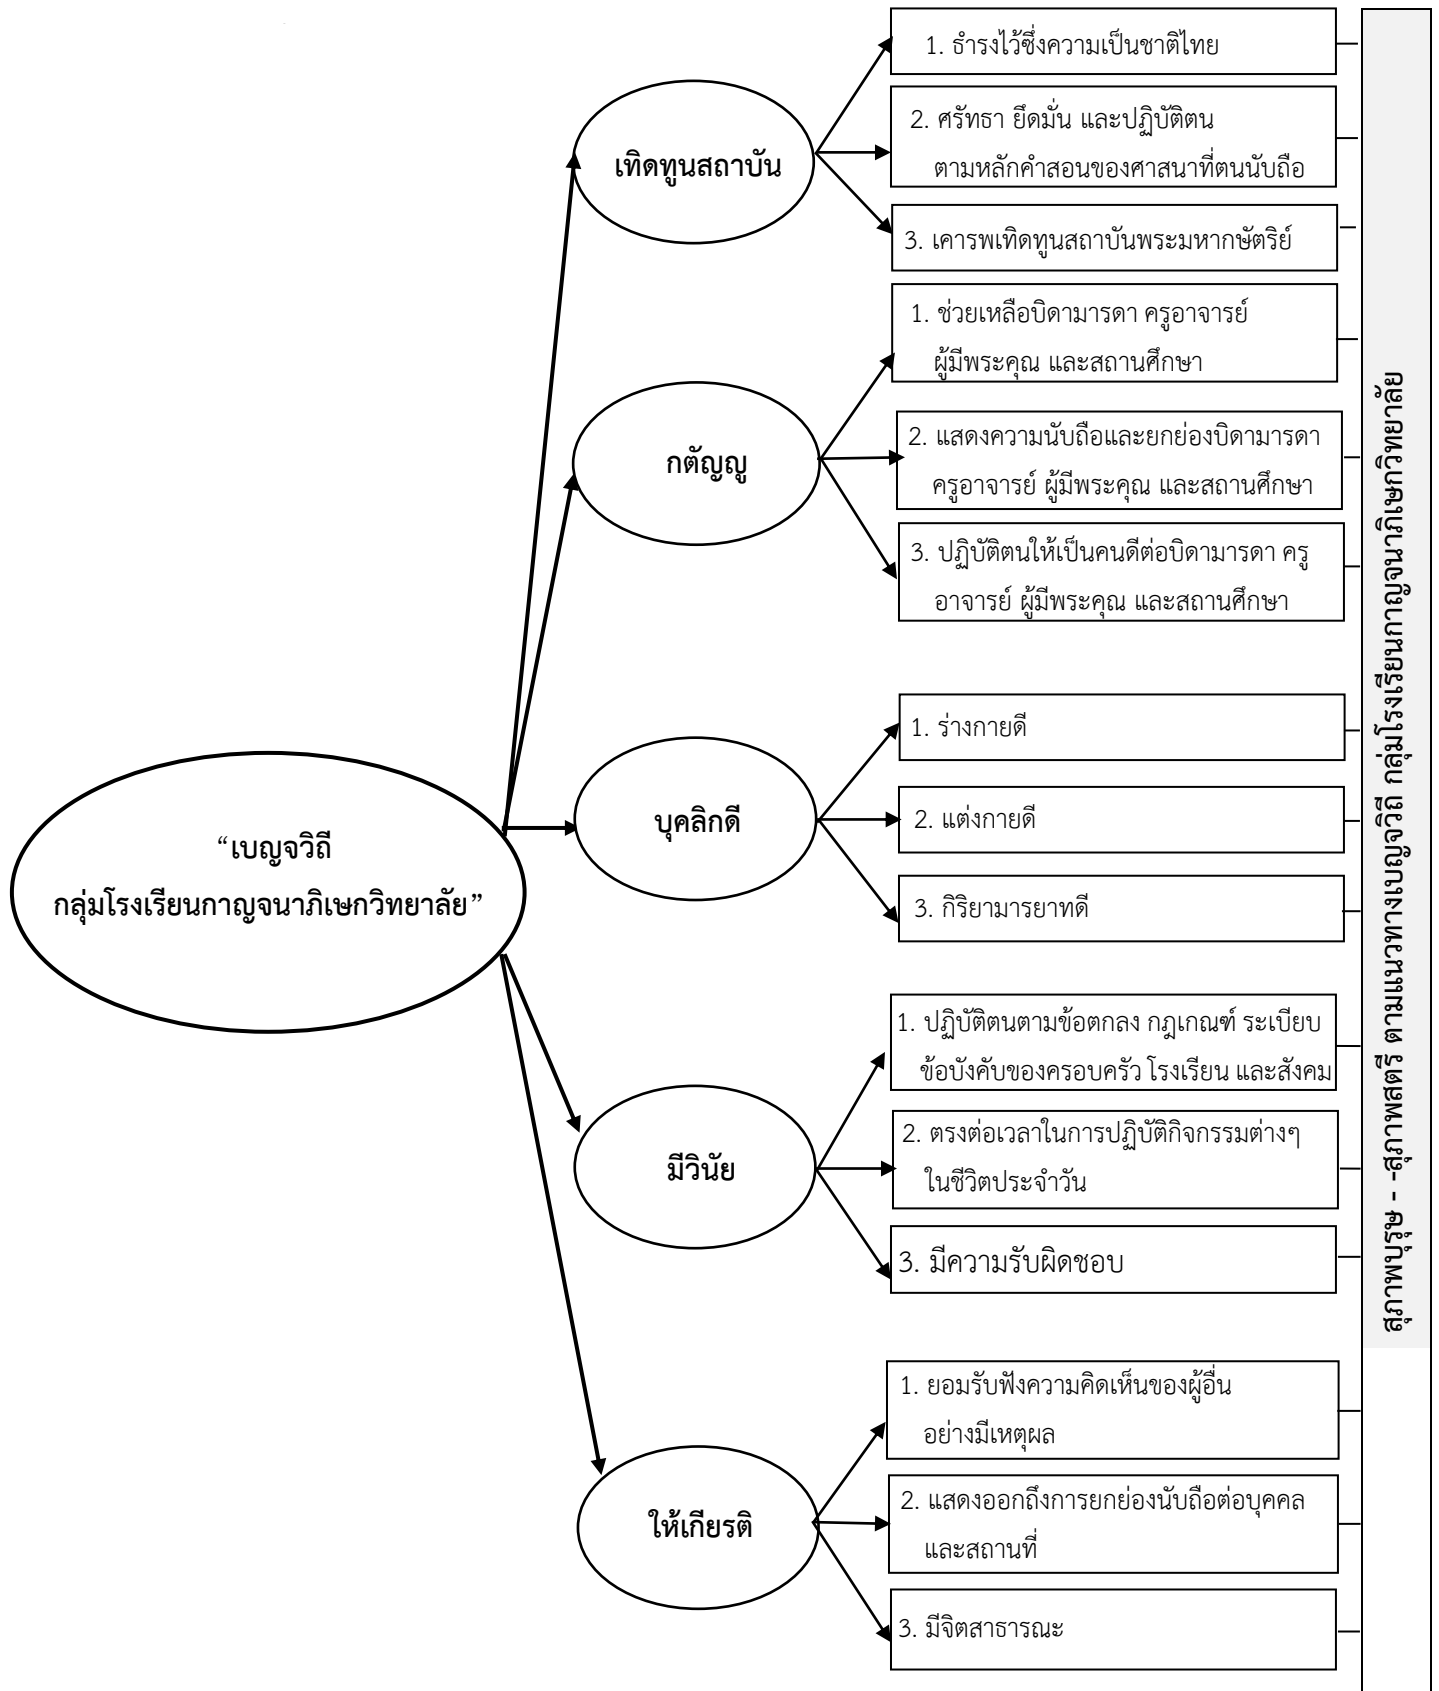 “เบญจวิถี
กลุ่มโรงเรียนกาญจนาภิเษกวิทยาลัย”
เทิดทูนสถาบัน
1. ธำรงไว้ซึ่งความเป็นชาติไทย
2. ศรัทธา ยึดมั่น และปฏิบัติตน
ตามหลักคำสอนของศาสนาที่ตนนับถือ
3. เคารพเทิดทูนสถาบันพระมหากษัตริย์
กตัญญู
1. ช่วยเหลือบิดามารดา ครูอาจารย์
ผู้มีพระคุณ และสถานศึกษา
2. แสดงความนับถือและยกย่องบิดามารดา
ครูอาจารย์ ผู้มีพระคุณ และสถานศึกษา
3. ปฏิบัติตนให้เป็นคนดีต่อบิดามารดา ครู
อาจารย์ ผู้มีพระคุณ และสถานศึกษา
บุคลิกดี
1. ร่างกายดี
2. แต่งกายดี
3. กิริยามารยาทดี
มีวินัย
1. ปฏิบัติตนตามข้อตกลง กฎเกณฑ์ ระเบียบ
ข้อบังคับของครอบครัว โรงเรียน และสังคม
2. ตรงต่อเวลาในการปฏิบัติกิจกรรมต่างๆ
ในชีวิตประจำวัน
3. มีความรับผิดชอบ
ให้เกียรติ
1. ยอมรับฟังความคิดเห็นของผู้อื่น
อย่างมีเหตุผล
2. แสดงออกถึงการยกย่องนับถือต่อบุคคล
และสถานที่
3. มีจิตสาธารณะ
สุภาพบุรุษ - -สุภาพสตรี ตามแนวทางเบญจวิถี กลุ่มโรงเรียนกาญจนาภิเษกวิทยาลัย